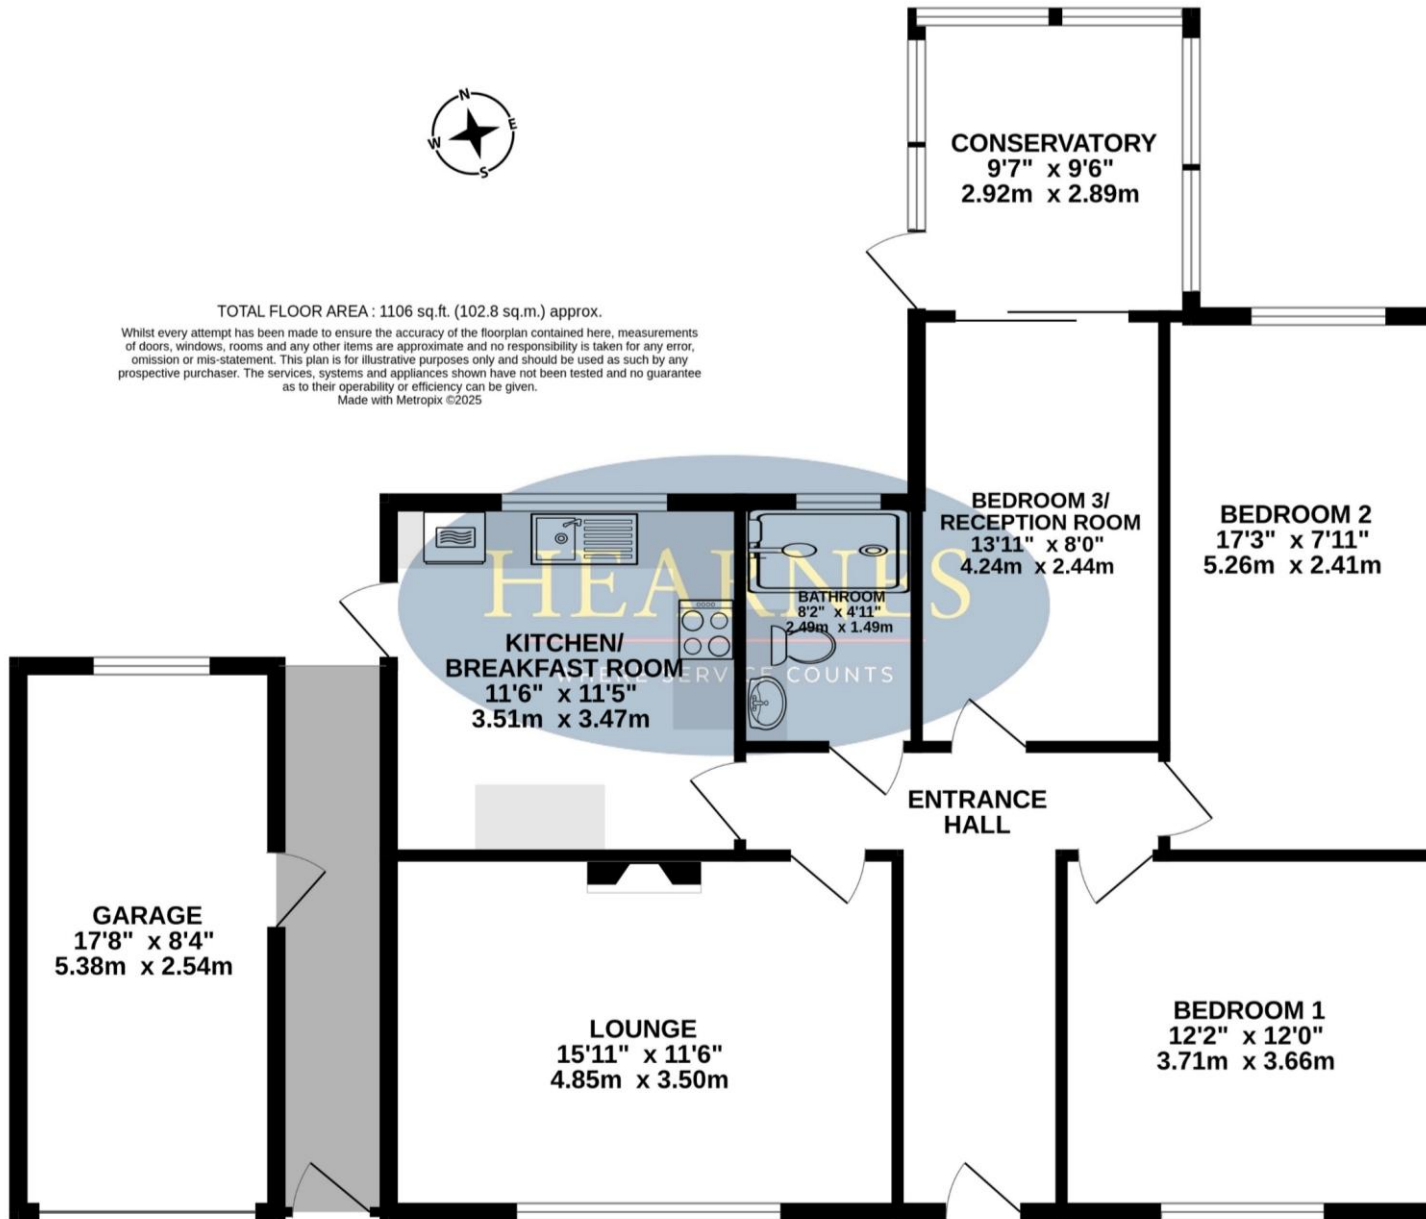 N
E
W
S
CONSERVATORY
9'7" x 9'6"
2.92m x 2.89m
TOTAL FLOOR AREA : 1106 sq.ft. (102.8 sq.m.) approx.
Whilst every attempt has been made to ensure the accuracy of the floorplan contained here, measurements
of doors, windows, rooms and any other items are approximate and no responsibility is taken for any error,
omission or mis-statement. This plan is for illustrative purposes only and should be used as such by any
prospective purchaser. The services, systems and appliances shown have not been tested and no guarantee
as to their operability or efficiency can be given.
Made with Metropix ©2025
BEDROOM 3/
RECEPTION ROOM
13'11" x 8'0"
4.24m x 2.44m
BEDROOM 2
17'3" x 7'11"
5.26m x 2.41m
HEARNES
WHERE SERVICE COUNTS
BATHROOM
8'2" x 4'11"
2.49m x 1.49m
KITCHEN/
BREAKFAST ROOM
11'6" x 11'5"
3.51m x 3.47m
ENTRANCE
HALL
GARAGE
17'8" x 8'4"
5.38m x 2.54m
LOUNGE
15'11" x 11'6"
4.85m x 3.50m
BEDROOM 1
12'2" x 12'0"
3.71m x 3.66m